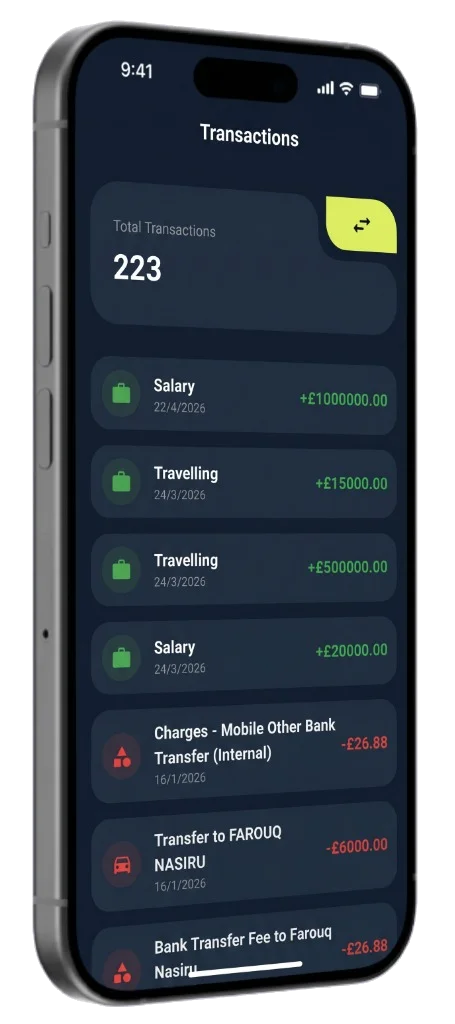 9:41
Transactions
Total Transactions
223
Salary
22/4/2026
+£1000000.00
Travelling
24/3/2026
+£15000.00
Travelling
24/3/2026
+£500000.00
Salary
24/3/2026
+£20000.00
Charges - Mobile Other Bank
Transfer (Internal)
16/1/2026
-£26.88
Transfer to FAROUQ
NASIRU
16/1/2026
-£6000.00
Bank Transfer Fee to Farouq
Nasiru
-£26.88